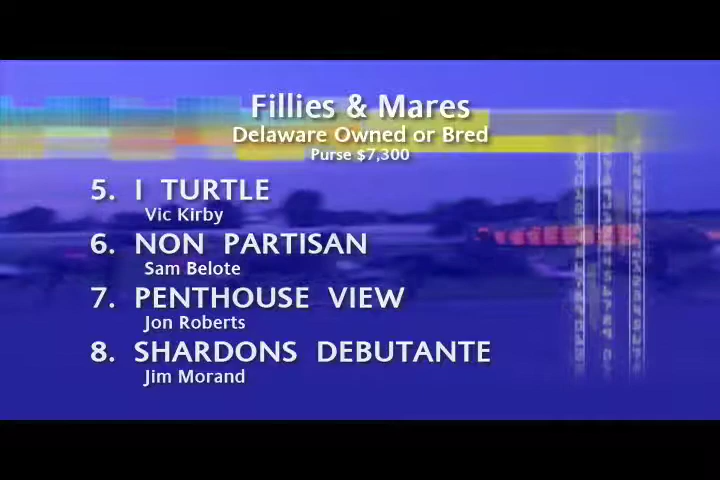 Fillies & Mares
Delaware Owned or Bred
Purse $7,300
5. I TURTLE
Vic Kirby
6. NON PARTISAN
Sam Belote
7. PENTHOUSE VIEW
Jon Roberts
8. SHARDONS DEBUTANTE
Jim Morand